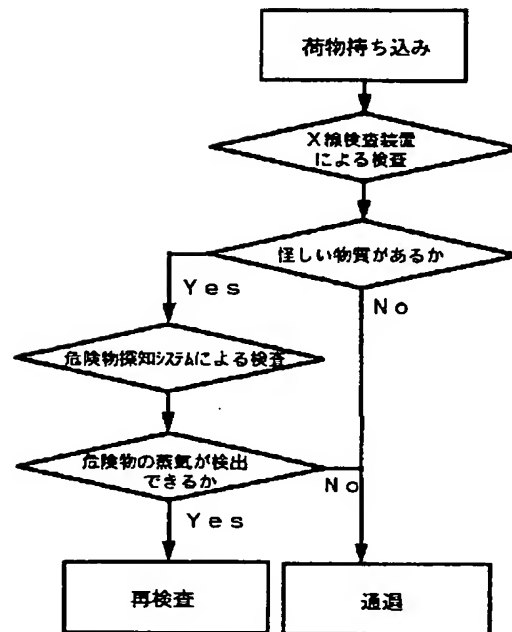 荷物持ち込み
X線検査装置
による検査
怪しい物質があるか
Yes
No
危険物探知システムによる検査
危険物の蒸気が検出
できるか
No
Yes
再検査
通過